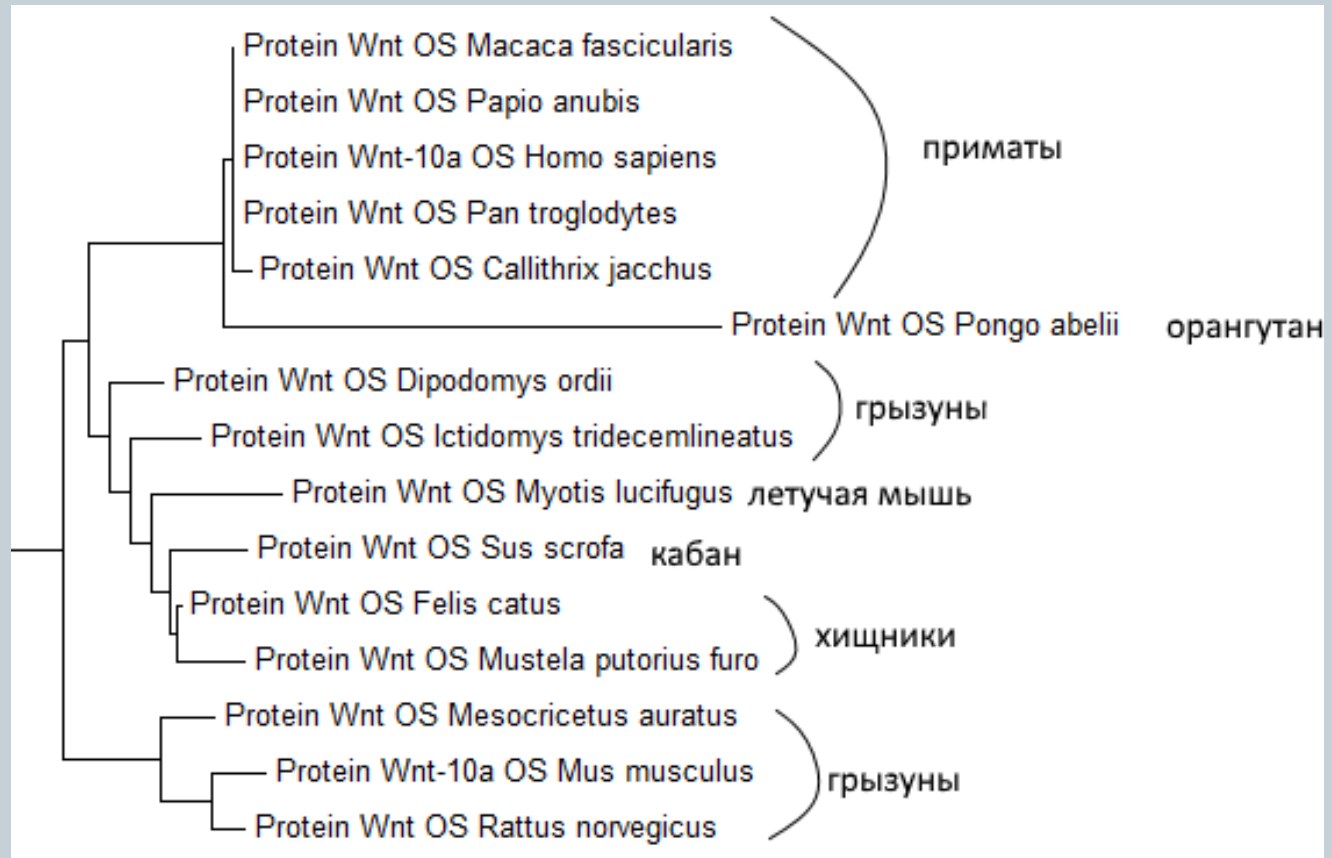 Protein Wnt OS Macaca fascicularis
Protein Wnt OS Papio anubis
приматы
Protein Wnt-10a OS Homo sapiens
Protein Wnt OS Pan troglodytes
Protein Wnt OS Callithrix jacchus
Protein Wnt OS Pongo abelii орангутан
Protein Wnt OS Dipodomys ordii
грызуны
Protein Wnt OS Ictidomys tridecemlineatus
Protein Wnt OS Myotis lucifugus летучая мышь
Protein Wnt OS Sus scrofa кабан
Protein Wnt OS Felis catus
хищники
Protein Wnt OS Mustela putorius furo
Protein Wnt OS Mesocricetus auratus
Protein Wnt-10a OS Mus musculus
грызуны
Protein Wnt OS Rattus norvegicus